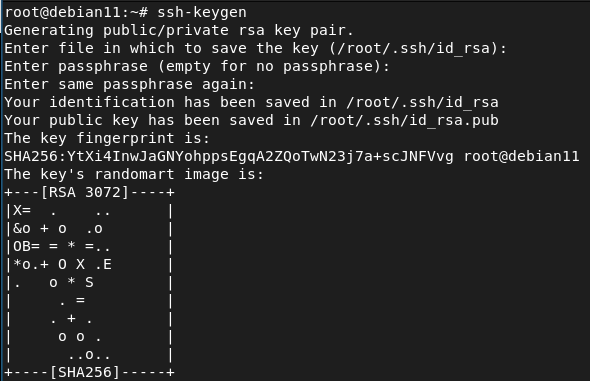 root@debian11:~# ssh-keygen
Generating public/private rsa key pair.
Enter file in which to save the key (/root/.ssh/id_rsa):
Enter passphrase (empty for no passphrase):
Enter same passphrase again:
Your identification has been saved in /root/.ssh/id_rsa
Your public key has been saved in /root/.ssh/id_rsa.pub
The key fingerprint is:
SHA256:YtXi4InwJaGNYohppsEgqA2ZQoTwN23j7a+scJNFVvg root@debian11
The key's randomart image is:
+---[RSA 3072]----+
|X=  .    ..      |
|&o + o  .o       |
|OB= = * =..      |
|*o.+ O X .E      |
|.   o * S        |
|     . =         |
|    . + .        |
|     o o .       |
|      ..o..      |
+----[SHA256]-----+